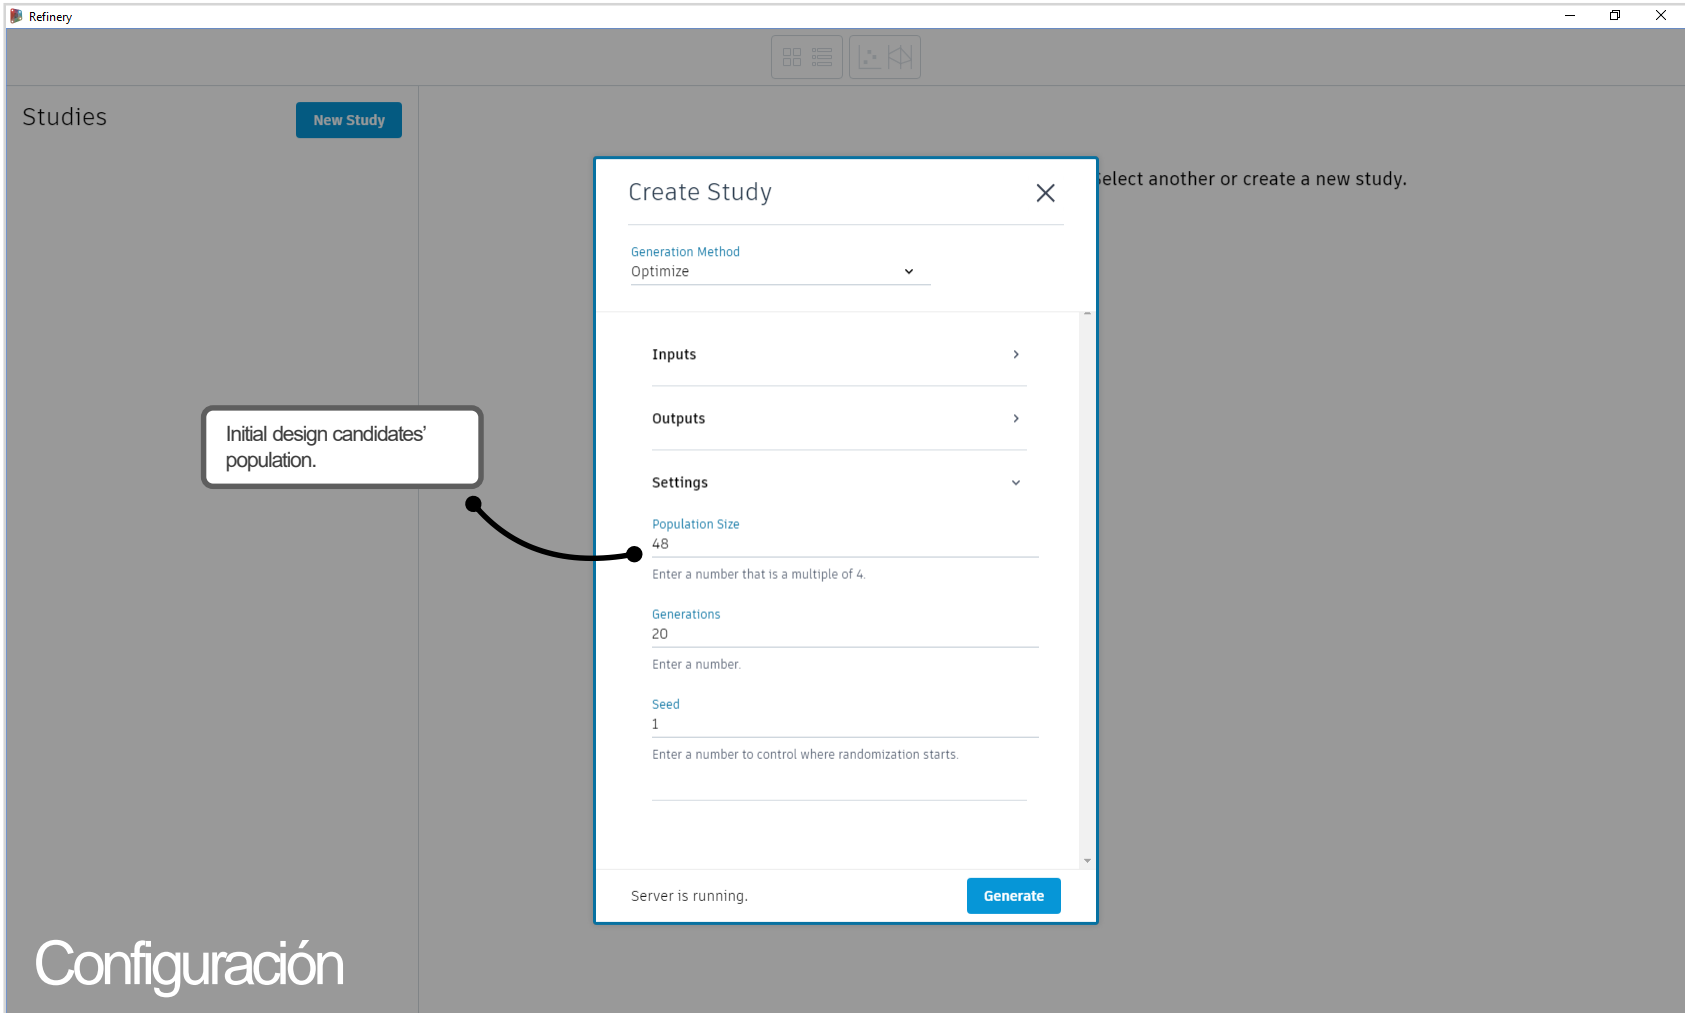 Refinery
Studies
New Study
Select another or create a new study.
Create Study
Generation Method
Optimize
Inputs
Outputs
Settings
Initial design candidates’
population.
Population Size
48
Enter a number that is a multiple of 4.
Generations
20
Enter a number.
Seed
1
Enter a number to control where randomization starts.
Server is running.
Generate
Configuración